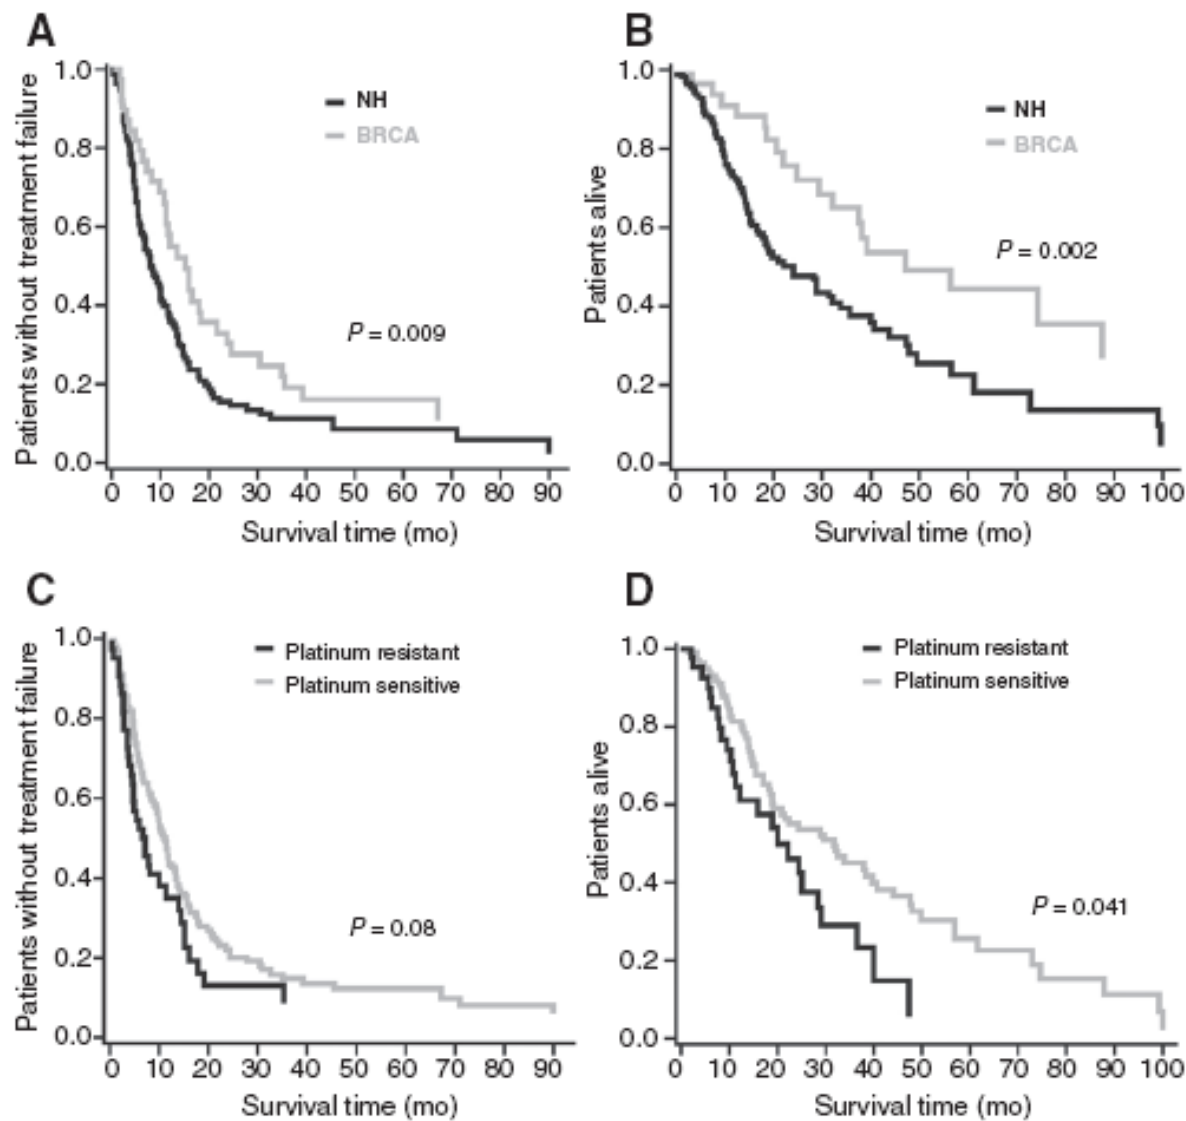 A
Patients without treatment failure
1.0
0.8
0.6
0.4
0.2
0.0
NH
BRCA
P = 0.009
0 10 20 30 40 50 60 70 80 90
Survival time (mo)
B
Patients alive
1.0
0.8
0.6
0.4
0.2
0.0
NH
BRCA
P = 0.002
0 10 20 30 40 50 60 70 80 90 100
Survival time (mo)
C
Patients without treatment failure
1.0
0.8
0.6
0.4
0.2
0.0
Platinum resistant
Platinum sensitive
P = 0.08
0 10 20 30 40 50 60 70 80 90
Survival time (mo)
D
Patients alive
1.0
0.8
0.6
0.4
0.2
0.0
Platinum resistant
Platinum sensitive
P = 0.041
0 10 20 30 40 50 60 70 80 90 100
Survival time (mo)